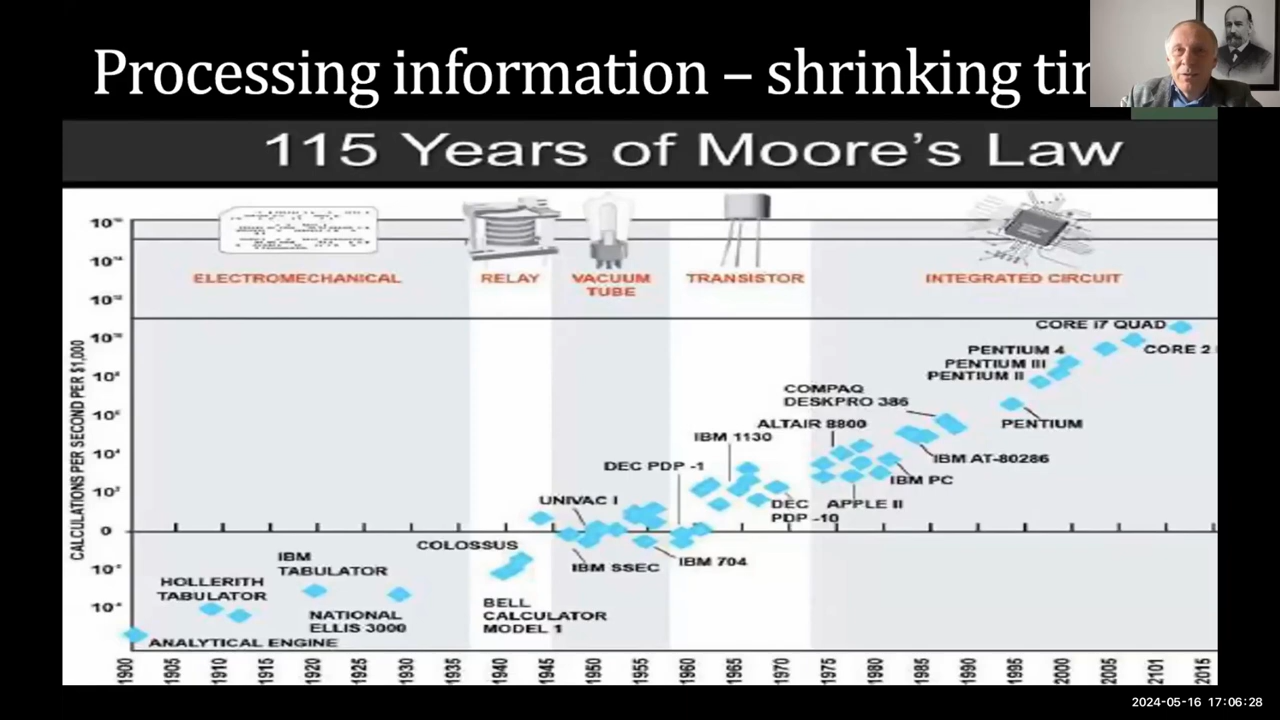 Processing information – shrinking tim
115 Years of Moore's Law
ELECTROMECHANICAL
RELAY
VACUUM
TUBE
TRANSISTOR
INTEGRATED CIRCUIT
CALCULATIONS PER SECOND PER $1,000
0
CORE i7 QUAD
CORE 2
PENTIUM 4
PENTIUM III
PENTIUM II
PENTIUM
COMPAQ
DESKPRO 386
ALTAIR 8800
IBM 1130
IBM AT-80286
DEC PDP -1
IBM PC
UNIVAC I
DEC
PDP -10
APPLE II
COLOSSUS
IBM SSEC
IBM 704
IBM
TABULATOR
HOLLERITH
TABULATOR
NATIONAL
ELLIS 3000
BELL
CALCULATOR
MODEL 1
ANALYTICAL ENGINE
1900
1905
1910
1915
1920
1925
1930
1935
1940
1945
1950
1955
1960
1965
1970
1975
1980
1985
1990
1995
2000
2005
2101
2015
2024-05-16 17:06:28